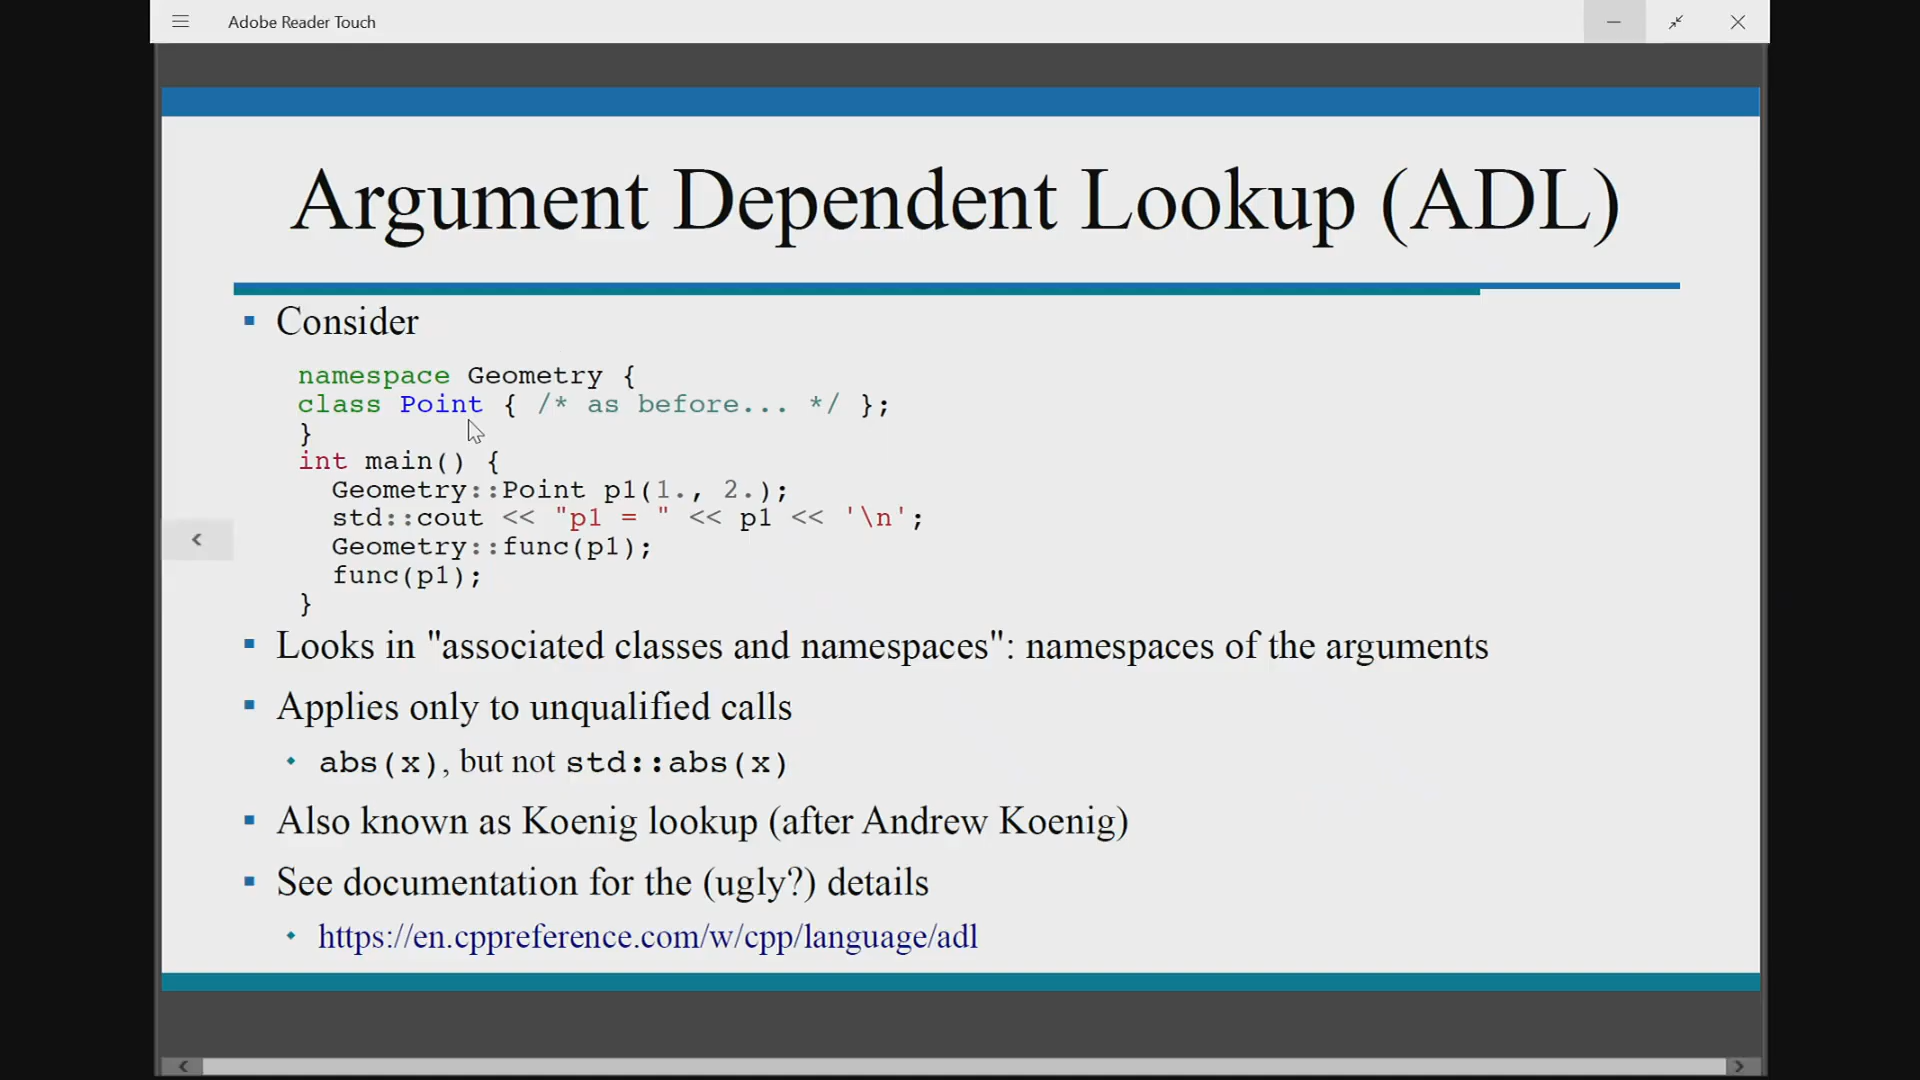 Adobe Reader Touch
Argument Dependent Lookup (ADL)
Consider
namespace Geometry {
class Point { /* as before... */ };
}
int main() {
  Geometry::Point p1(1., 2.);
  std::cout << "p1 = " << p1 << '\n';
  Geometry::func(p1);
  func(p1);
}
Looks in "associated classes and namespaces": namespaces of the arguments
Applies only to unqualified calls
abs(x), but not std::abs(x)
Also known as Koenig lookup (after Andrew Koenig)
See documentation for the (ugly?) details
https://en.cppreference.com/w/cpp/language/adl